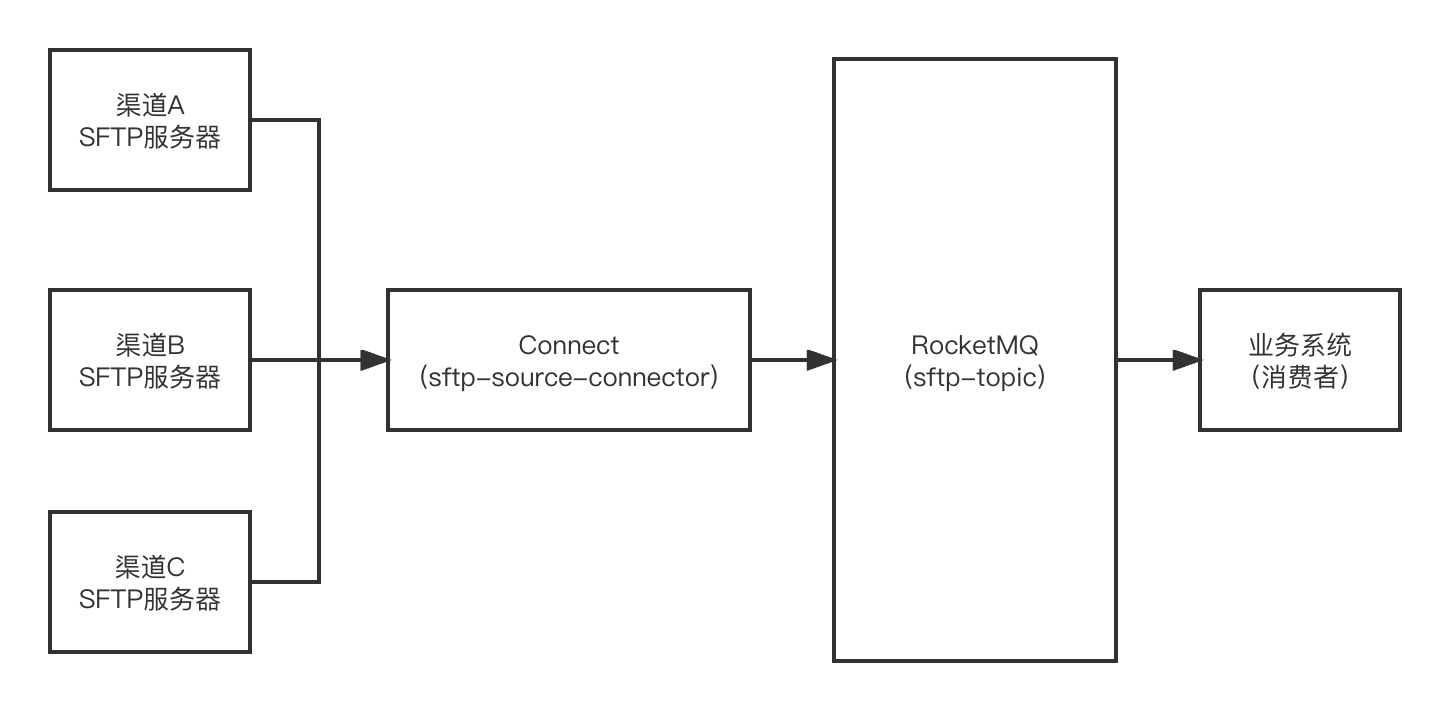 渠道A
SFTP服务器
渠道B
SFTP服务器
渠道C
SFTP服务器
Connect
（sftp-source-connector）
RocketMQ
（sftp-topic）
业务系统
（消费者）